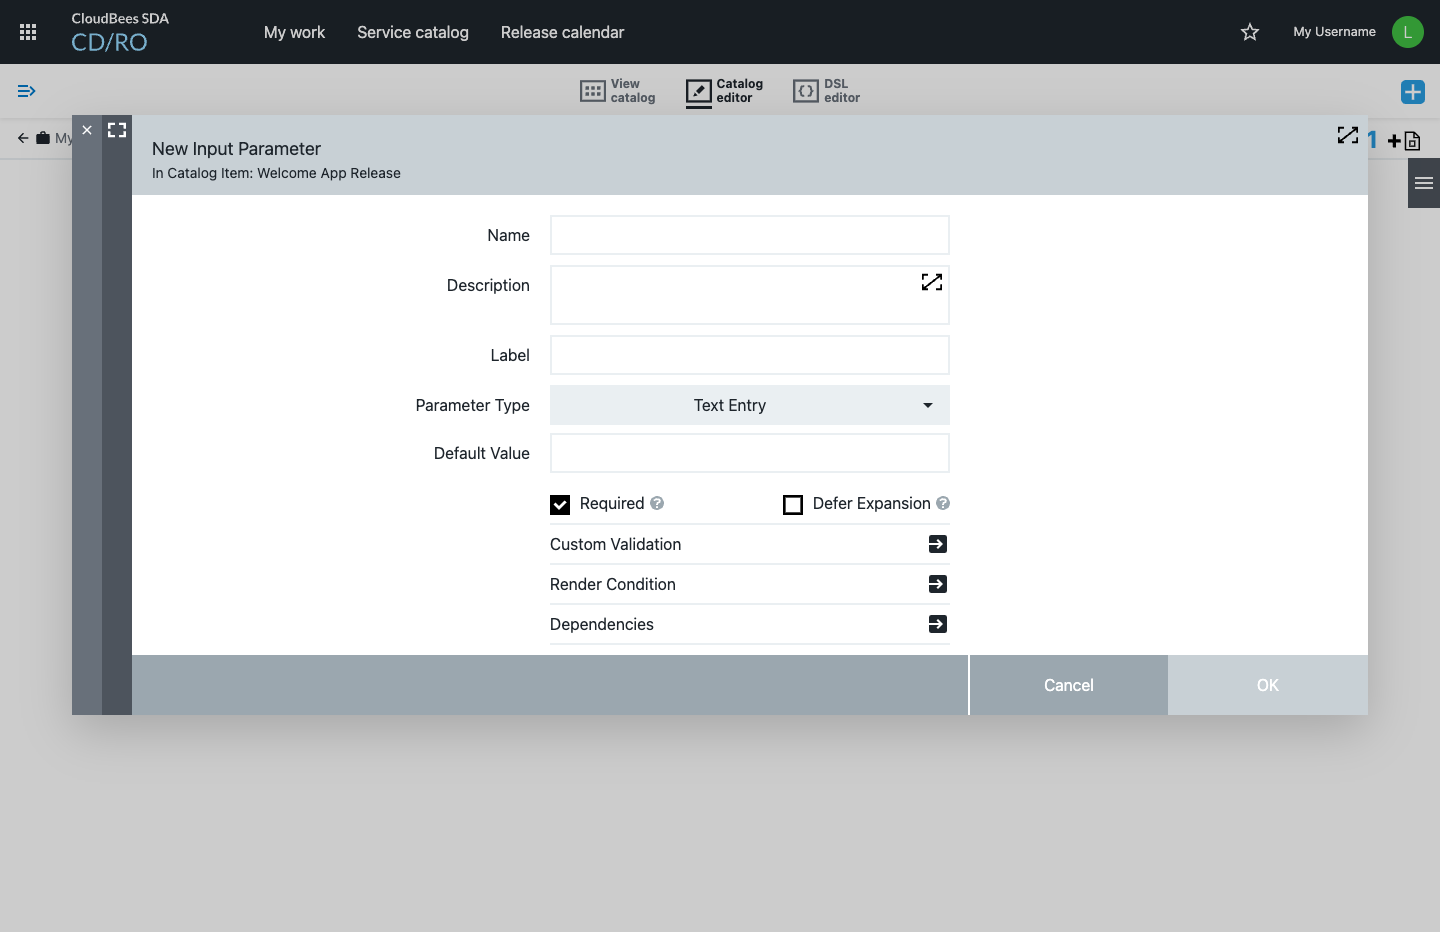 CloudBees SDA
CD/RO
My work
Service catalog
Release calendar
My Username
L
View catalog
Catalog editor
DSL editor
My
1
New Input Parameter
In Catalog Item: Welcome App Release
Name
Description
Label
Parameter Type
Text Entry
Default Value
Required
Defer Expansion
Custom Validation
Render Condition
Dependencies
Cancel
OK